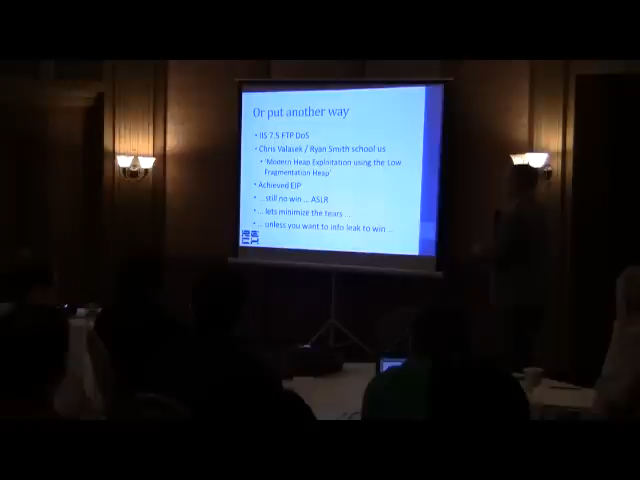 Or put another way
• IIS 7.5 FTP DoS
• Chris Valasek / Ryan Smith school us
• 'Modern Heap Exploitation using the Low
Fragmentation Heap'
• Achieved EIP
• … still no win … ASLR
• … lets minimize the tears …
• … unless you want to info leak to win …